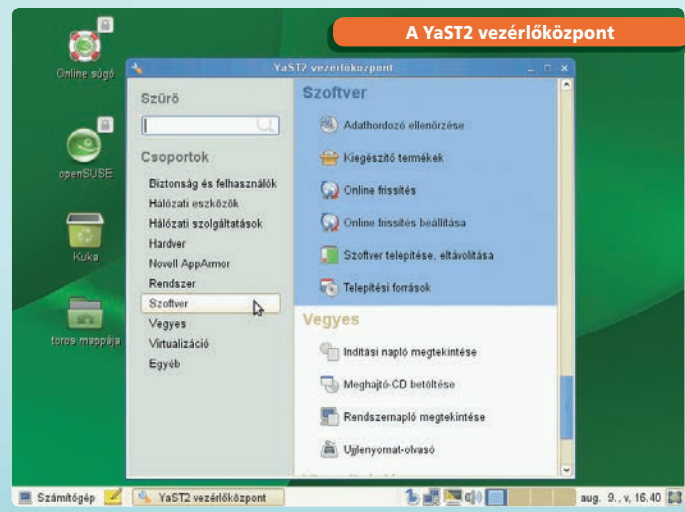 A YaST2 vezérlőközpont
Online súgó
openSUSE
Kuka
toros mappája
YaST2 vezérlőközpont
Szűrő
Csoportok
Biztonság és felhasználók
Hálózati eszközök
Hálózati szolgáltatások
Hardver
Novell AppArmor
Rendszer
Szoftver
Vegyes
Virtualizáció
Egyéb
Szoftver
Adathordozó ellenőrzése
Kiegészítő termékek
Online frissítés
Online frissítés beállítása
Szoftver telepítése, eltávolítása
Telepítési források
Vegyes
Indítási napló megtekintése
Meghajtó-CD betöltése
Rendszernapló megtekintése
Ujjlenyomat-olvasó
Számítógép
YaST2 vezérlőközpont
aug. 9., v, 16.40